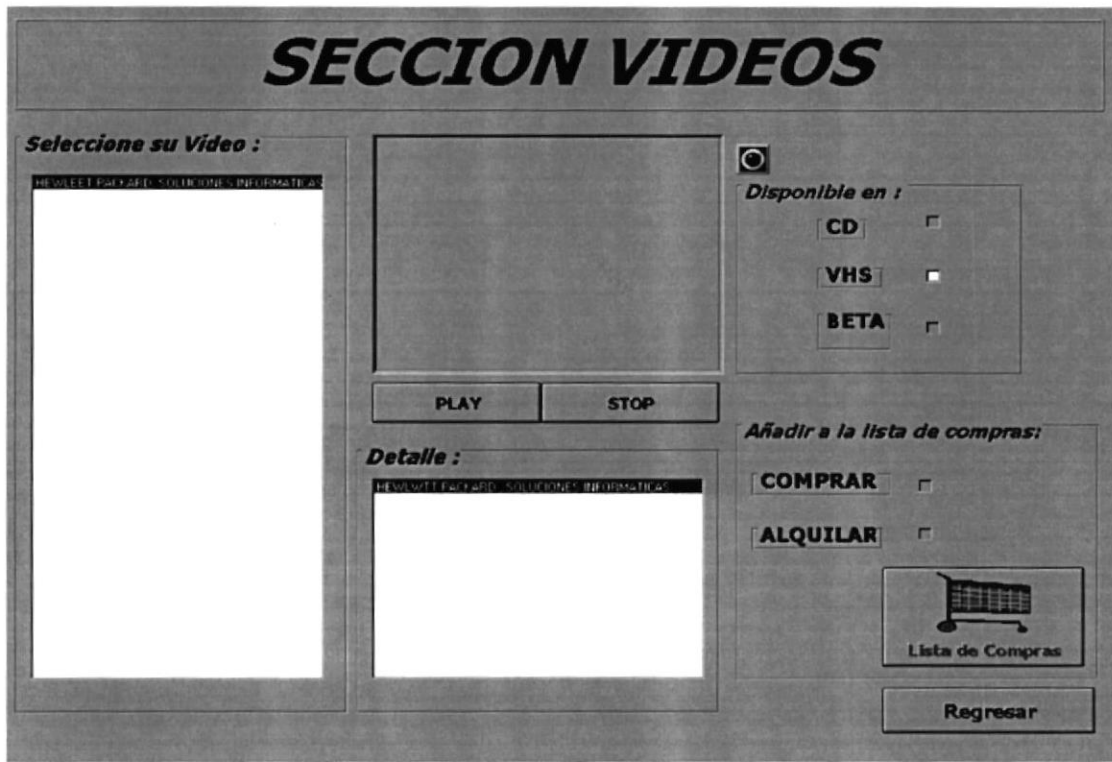 SECCION VIDEOS
Seleccione su Video :
HEWLEET PACKARD: SOLUCIONES INFORMATICAS
PLAY
STOP
Detalle :
HEWLWTT PACKARD : SOLUCIONES INFORMATICAS
Disponible en :
CD
VHS
BETA
Añadir a la lista de compras:
COMPRAR
ALQUILAR
Lista de Compras
Regresar